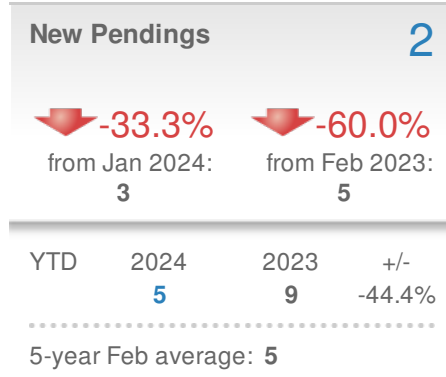 New Pendings 2
-33.3% -60.0%
from Jan 2024: from Feb 2023:
3 5
YTD 2024 2023 +/-
5 9 -44.4%
5-year Feb average: 5